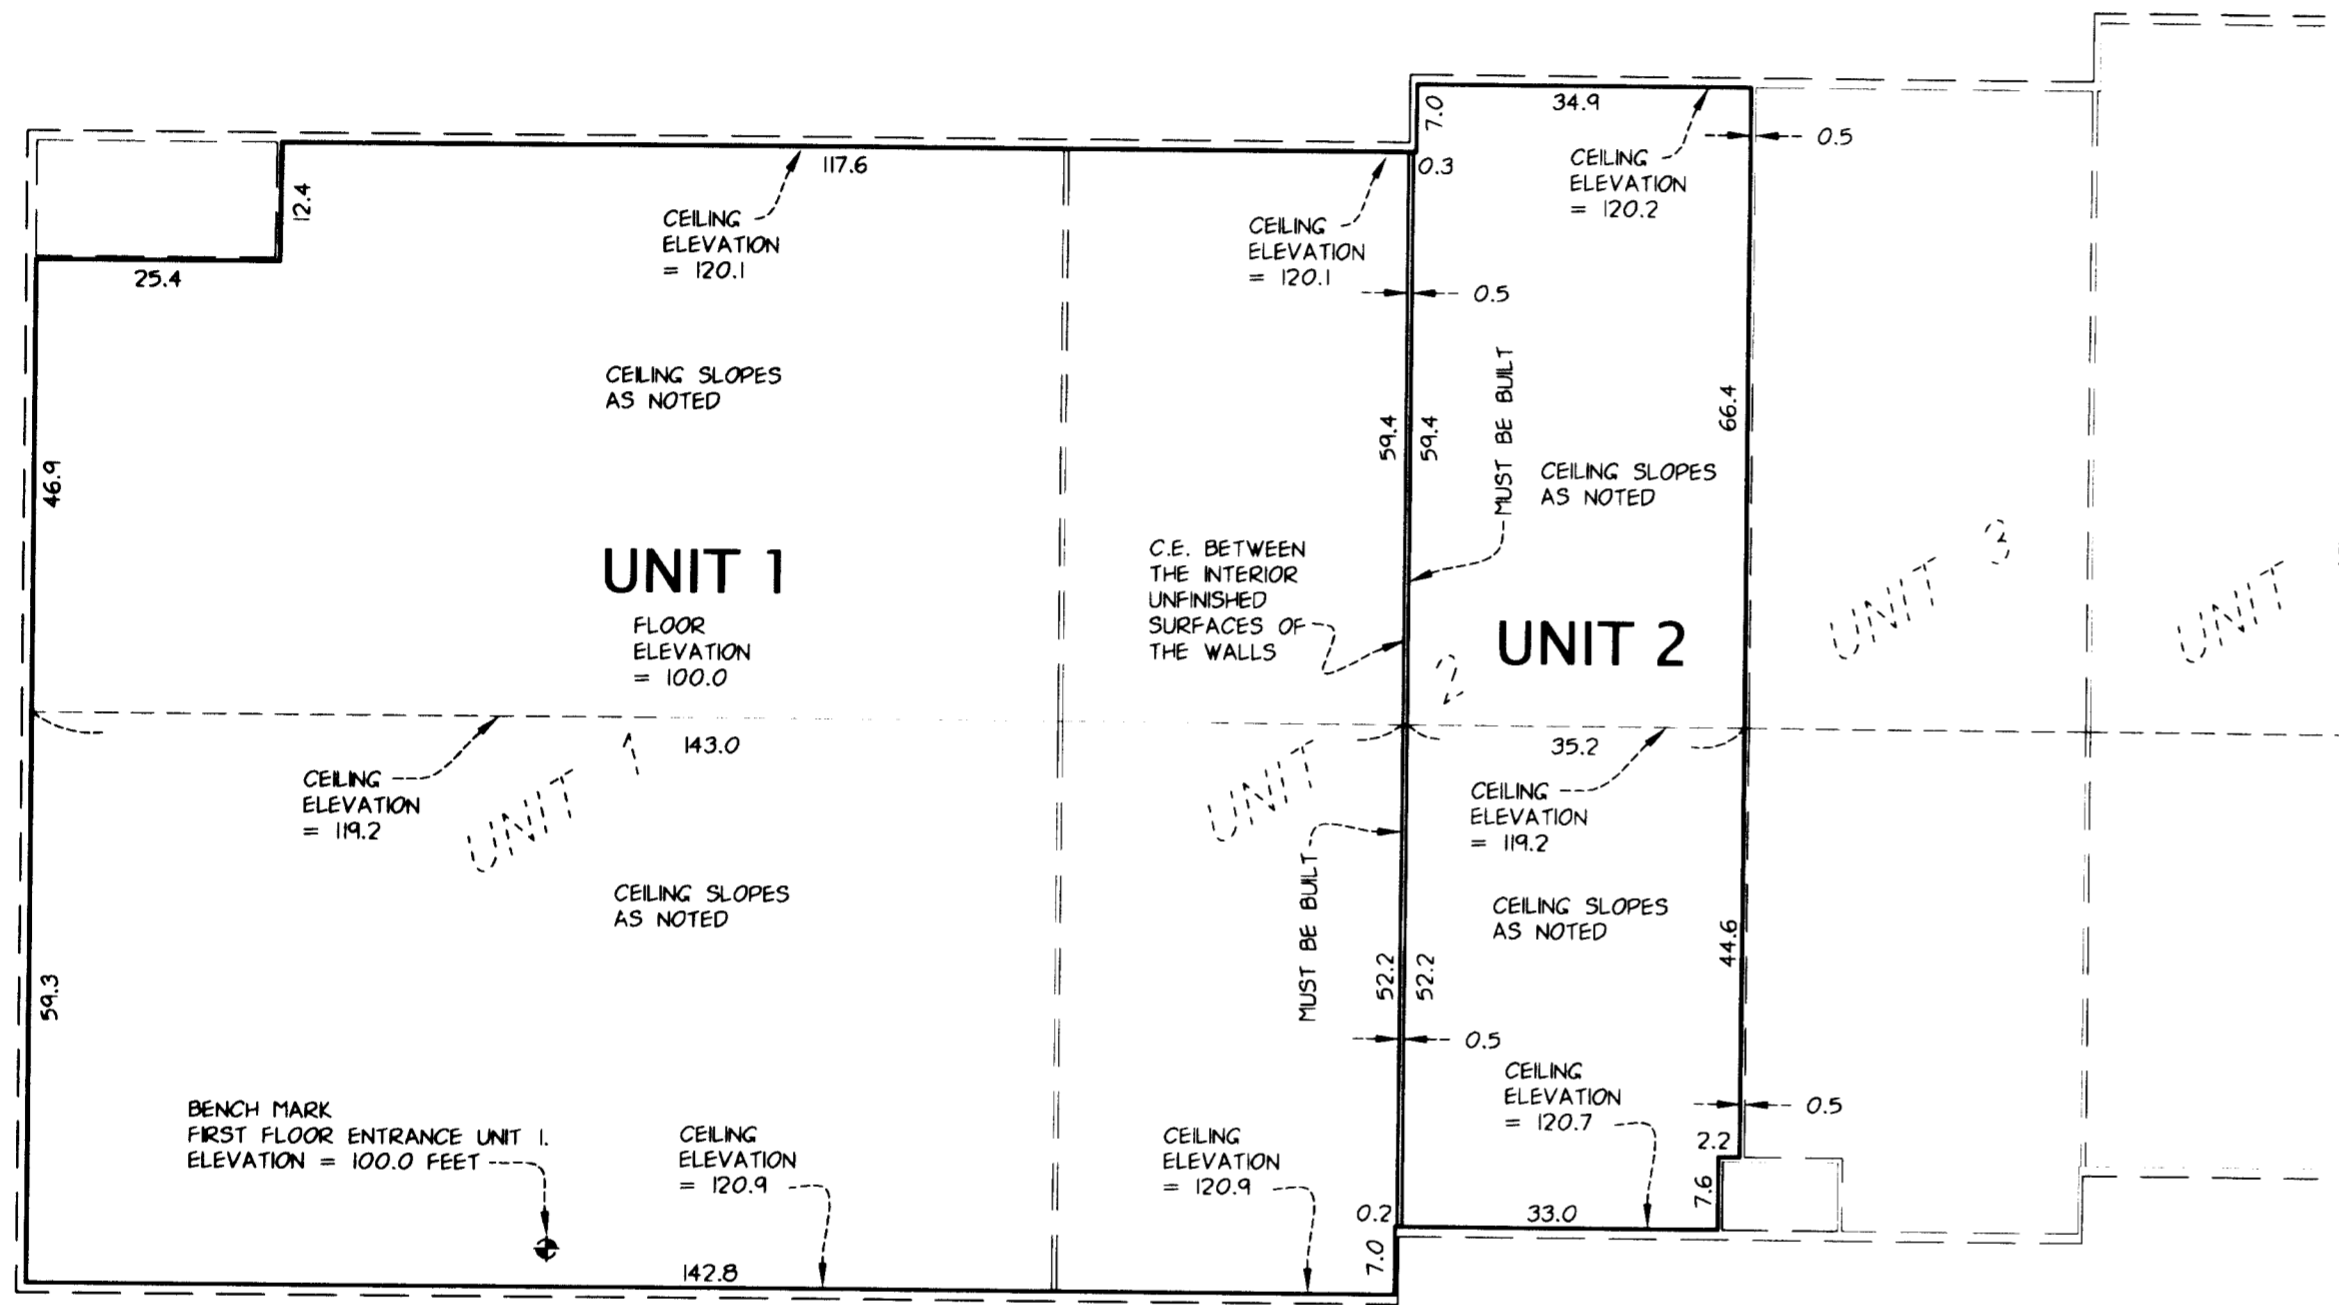 34.9
7.0
0.5
117.6
0.3
CEILING
ELEVATION
= 120.2
12.4
CEILING
ELEVATION
= 120.1
CEILING
ELEVATION
= 120.1
25.4
0.5
CEILING SLOPES
AS NOTED
MUST BE BUILT
66.4
59.4
59.4
46.9
CEILING SLOPES
AS NOTED
UNIT 1
FLOOR
ELEVATION
= 100.0
C.E. BETWEEN
THE INTERIOR
UNFINISHED
SURFACES OF
THE WALLS
UNIT 2
UNIT 3
UNIT
143.0
35.2
CEILING
ELEVATION
= 119.2
UNIT 1
UNIT 2
CEILING
ELEVATION
= 119.2
CEILING SLOPES
AS NOTED
MUST BE BUILT
CEILING SLOPES
AS NOTED
44.6
59.3
52.2
52.2
0.5
CEILING
ELEVATION
= 120.7
0.5
BENCH MARK
FIRST FLOOR ENTRANCE UNIT 1.
ELEVATION = 100.0 FEET
CEILING
ELEVATION
= 120.9
CEILING
ELEVATION
= 120.9
2.2
7.6
0.2
33.0
7.0
142.8